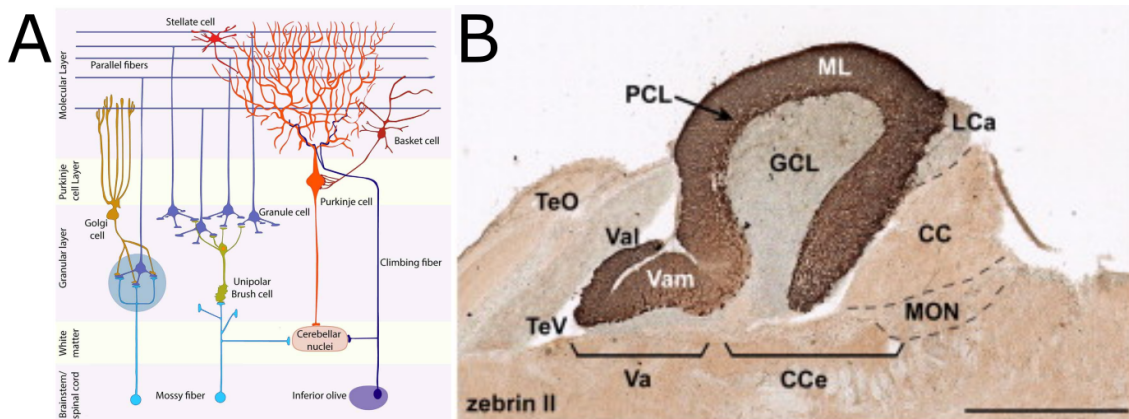 A
Stellate cell
Molecular Layer
Parallel fibers
Basket cell
Purkinje
cell Layer
Purkinje cell
Golgi
cell
Granule cell
Granular layer
Climbing fiber
Unipolar
Brush cell
White
matter
Cerebellar
nuclei
Brainstem/
spinal cord
Mossy fiber
Inferior olive
B
ML
PCL
LCa
GCL
TeO
CC
Val
Vam
TeV
MON
Va
CCe
zebrin II